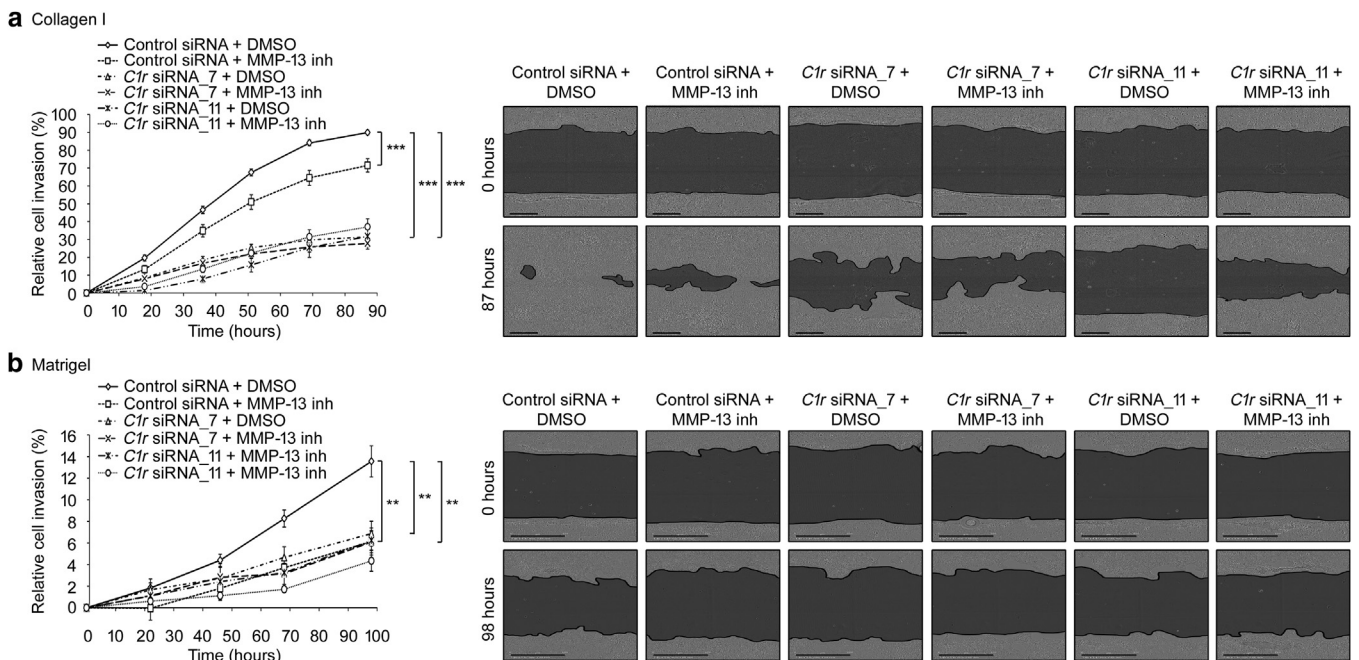 a Collagen I
Control siRNA + DMSO
Control siRNA + MMP-13 inh
C1r siRNA_7 + DMSO
C1r siRNA_7 + MMP-13 inh
C1r siRNA_11 + DMSO
C1r siRNA_11 + MMP-13 inh
Relative cell invasion (%)
100
90
80
70
60
50
40
30
20
10
0
0 10 20 30 40 50 60 70 80 90
Time (hours)
***
*** ***
Control siRNA + DMSO
Control siRNA + MMP-13 inh
C1r siRNA_7 + DMSO
C1r siRNA_7 + MMP-13 inh
C1r siRNA_11 + DMSO
C1r siRNA_11 + MMP-13 inh
0 hours
87 hours
b Matrigel
Control siRNA + DMSO
Control siRNA + MMP-13 inh
C1r siRNA_7 + DMSO
C1r siRNA_7 + MMP-13 inh
C1r siRNA_11 + DMSO
C1r siRNA_11 + MMP-13 inh
Relative cell invasion (%)
16
14
12
10
8
6
4
2
0
0 10 20 30 40 50 60 70 80 90 100
Time (hours)
** ** **
Control siRNA + DMSO
Control siRNA + MMP-13 inh
C1r siRNA_7 + DMSO
C1r siRNA_7 + MMP-13 inh
C1r siRNA_11 + DMSO
C1r siRNA_11 + MMP-13 inh
0 hours
98 hours